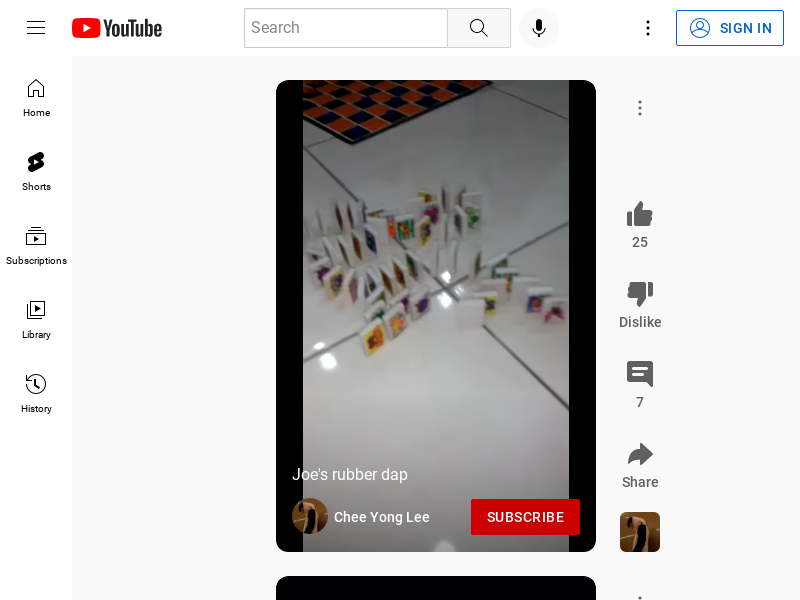 YouTube
Search
SIGN IN
Home
Shorts
Subscriptions
Library
History
25
Dislike
7
Share
Joe's rubber dap
Chee Yong Lee
SUBSCRIBE